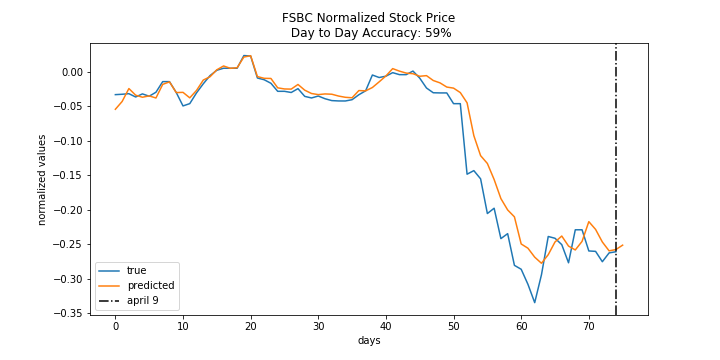 FSBC Normalized Stock Price
Day to Day Accuracy: 59%
normalized values
0.00
−0.05
−0.10
−0.15
−0.20
−0.25
−0.30
−0.35
true
predicted
april 9
0 10 20 30 40 50 60 70
days